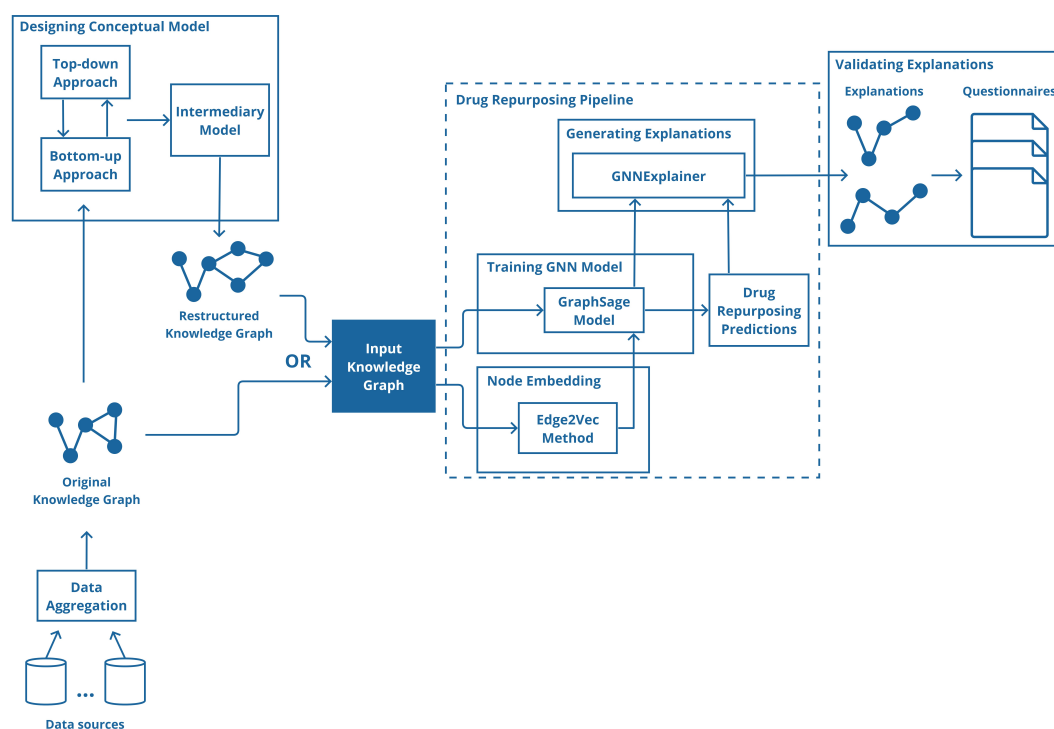 Designing Conceptual Model
Top-down
Approach
Intermediary
Model
Bottom-up
Approach
Restructured
Knowledge Graph
OR
Original
Knowledge Graph
Data
Aggregation
...
Data sources
Input
Knowledge
Graph
Drug Repurposing Pipeline
Generating Explanations
GNNExplainer
Training GNN Model
GraphSage
Model
Drug
Repurposing
Predictions
Node Embedding
Edge2Vec
Method
Validating Explanations
Explanations
Questionnaires